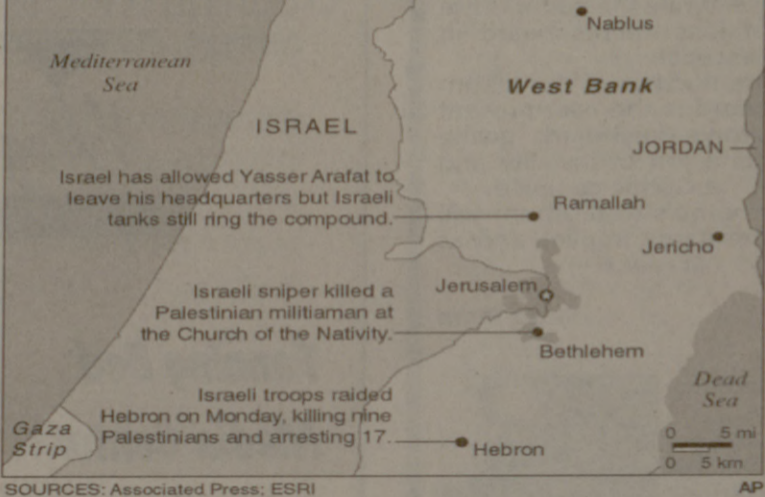 Nablus
Mediterranean
Sea
West Bank
ISRAEL
JORDAN
Israel has allowed Yasser Arafat to
leave his headquarters but Israeli
tanks still ring the compound.
Ramallah
Jericho
Israeli sniper killed a
Palestinian militiaman at
the Church of the Nativity.
Jerusalem
Bethlehem
Israeli troops raided
Hebron on Monday, killing nine
Palestinians and arresting 17.
Hebron
Dead
Sea
Gaza
Strip
0 5 mi
0 5 km
SOURCES: Associated Press; ESRI
AP